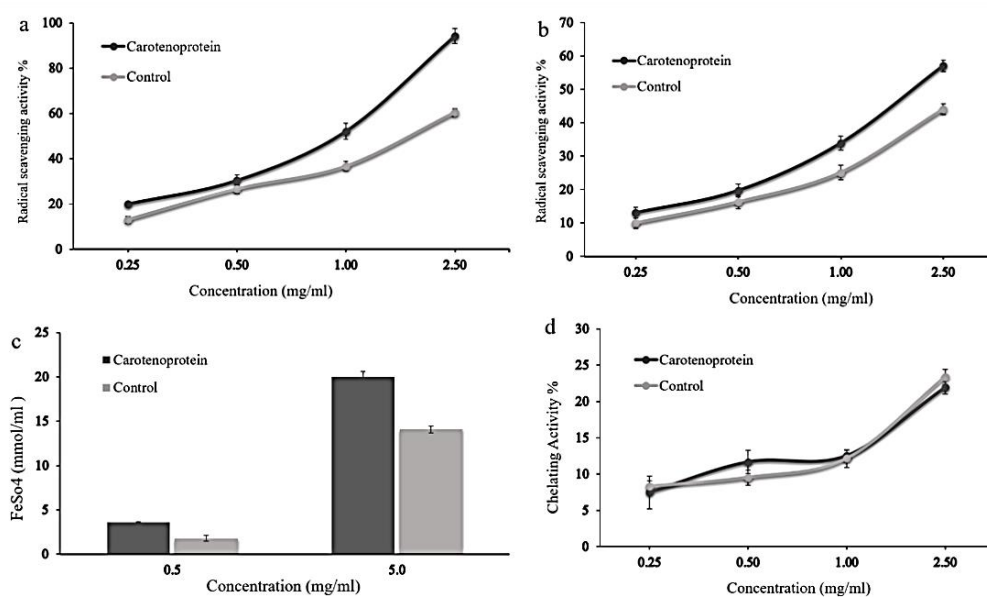 a
Radical scavenging activity %
100
80
60
40
20
0
Carotenoprotein
Control
0.25 0.50 1.00 2.50
Concentration (mg/ml)
b
Radical scavenging activity %
70
60
50
40
30
20
10
0
Carotenoprotein
Control
0.25 0.50 1.00 2.50
Concentration (mg/ml)
c
FeSo4 (mmol/ml )
25
20
15
10
5
0
Carotenoprotein
Control
0.5 5.0
Concentration (mg/ml)
d
Chelating Activity %
30
25
20
15
10
5
0
Carotenoprotein
Control
0.25 0.50 1.00 2.50
Concentration (mg/ml)